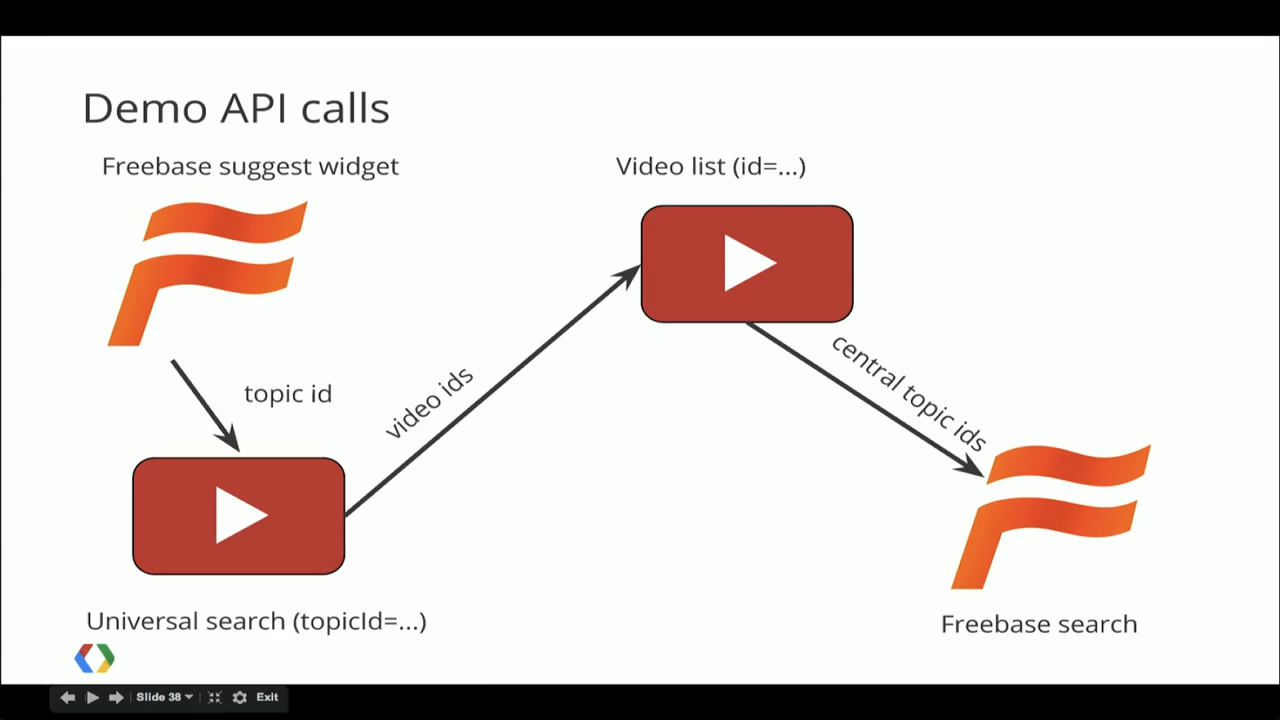 Demo API calls
Freebase suggest widget
Video list (id=...)
topic id
video ids
central topic ids
Universal search (topicId=...)
Freebase search
Slide 38
Exit